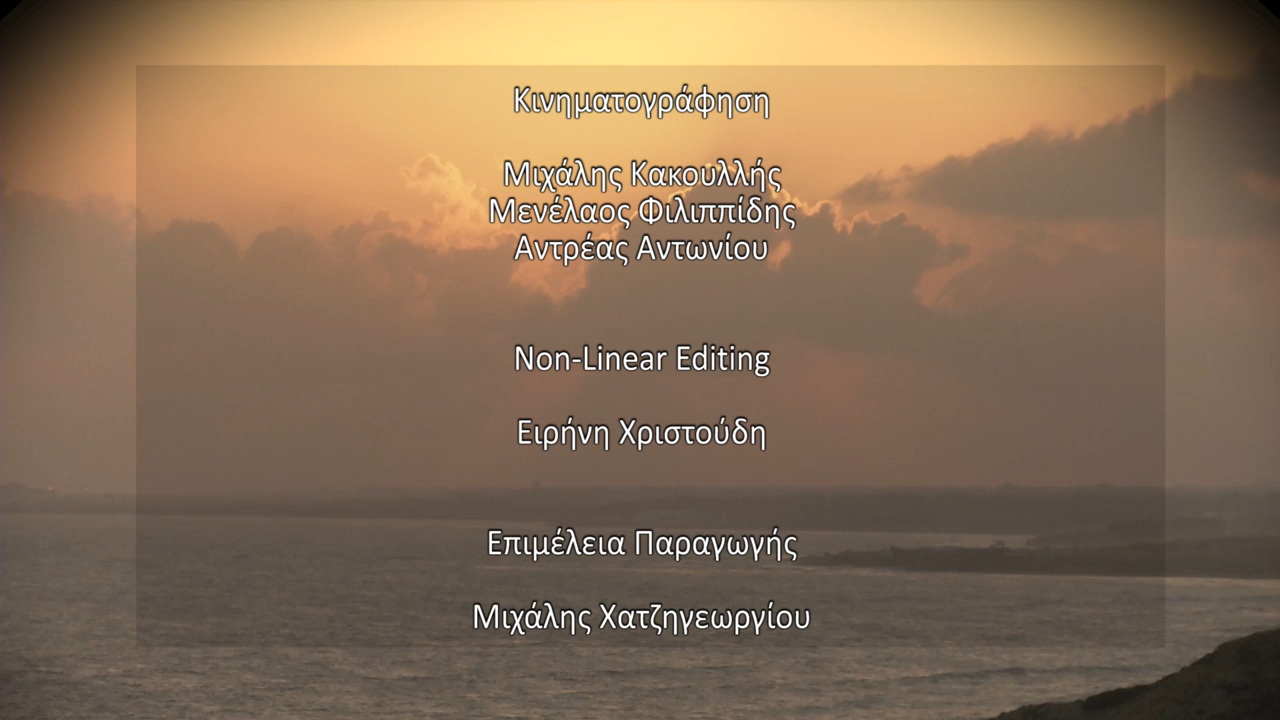 Κινηματογράφηση
Μιχάλης Κακουλλής
Μενέλαος Φιλιππίδης
Αντρέας Αντωνίου
Non-Linear Editing
Ειρήνη Χριστούδη
Επιμέλεια Παραγωγής
Μιχάλης Χατζηγεωργίου